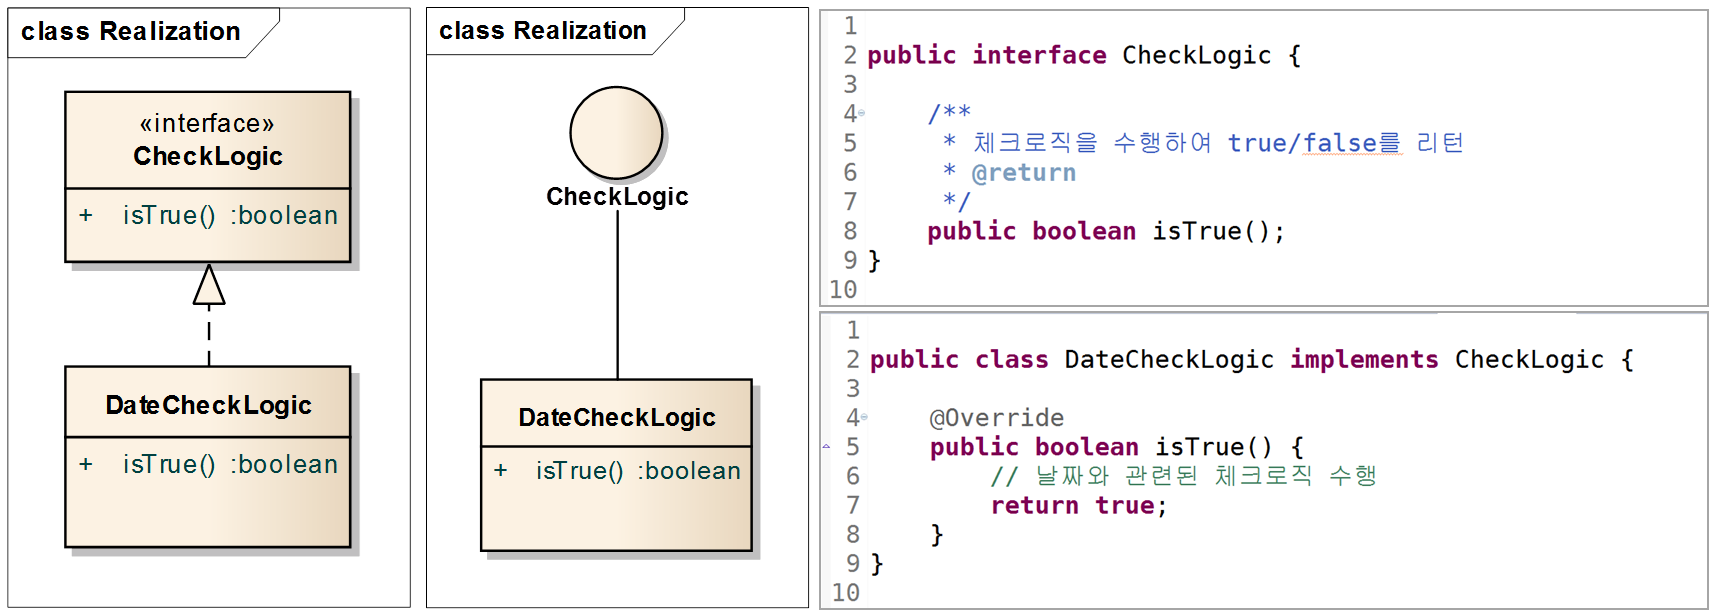 class Realization
«interface»
CheckLogic
+ isTrue() :boolean
DateCheckLogic
+ isTrue() :boolean
class Realization
CheckLogic
DateCheckLogic
+ isTrue() :boolean
1
2 public interface CheckLogic {
3
4 /**
5 * 체크로직을 수행하여 true/false를 리턴
6 * @return
7 */
8 public boolean isTrue();
9 }
10
1
2 public class DateCheckLogic implements CheckLogic {
3
4 @Override
5 public boolean isTrue() {
6 // 날짜와 관련된 체크로직 수행
7 return true;
8 }
9 }
10